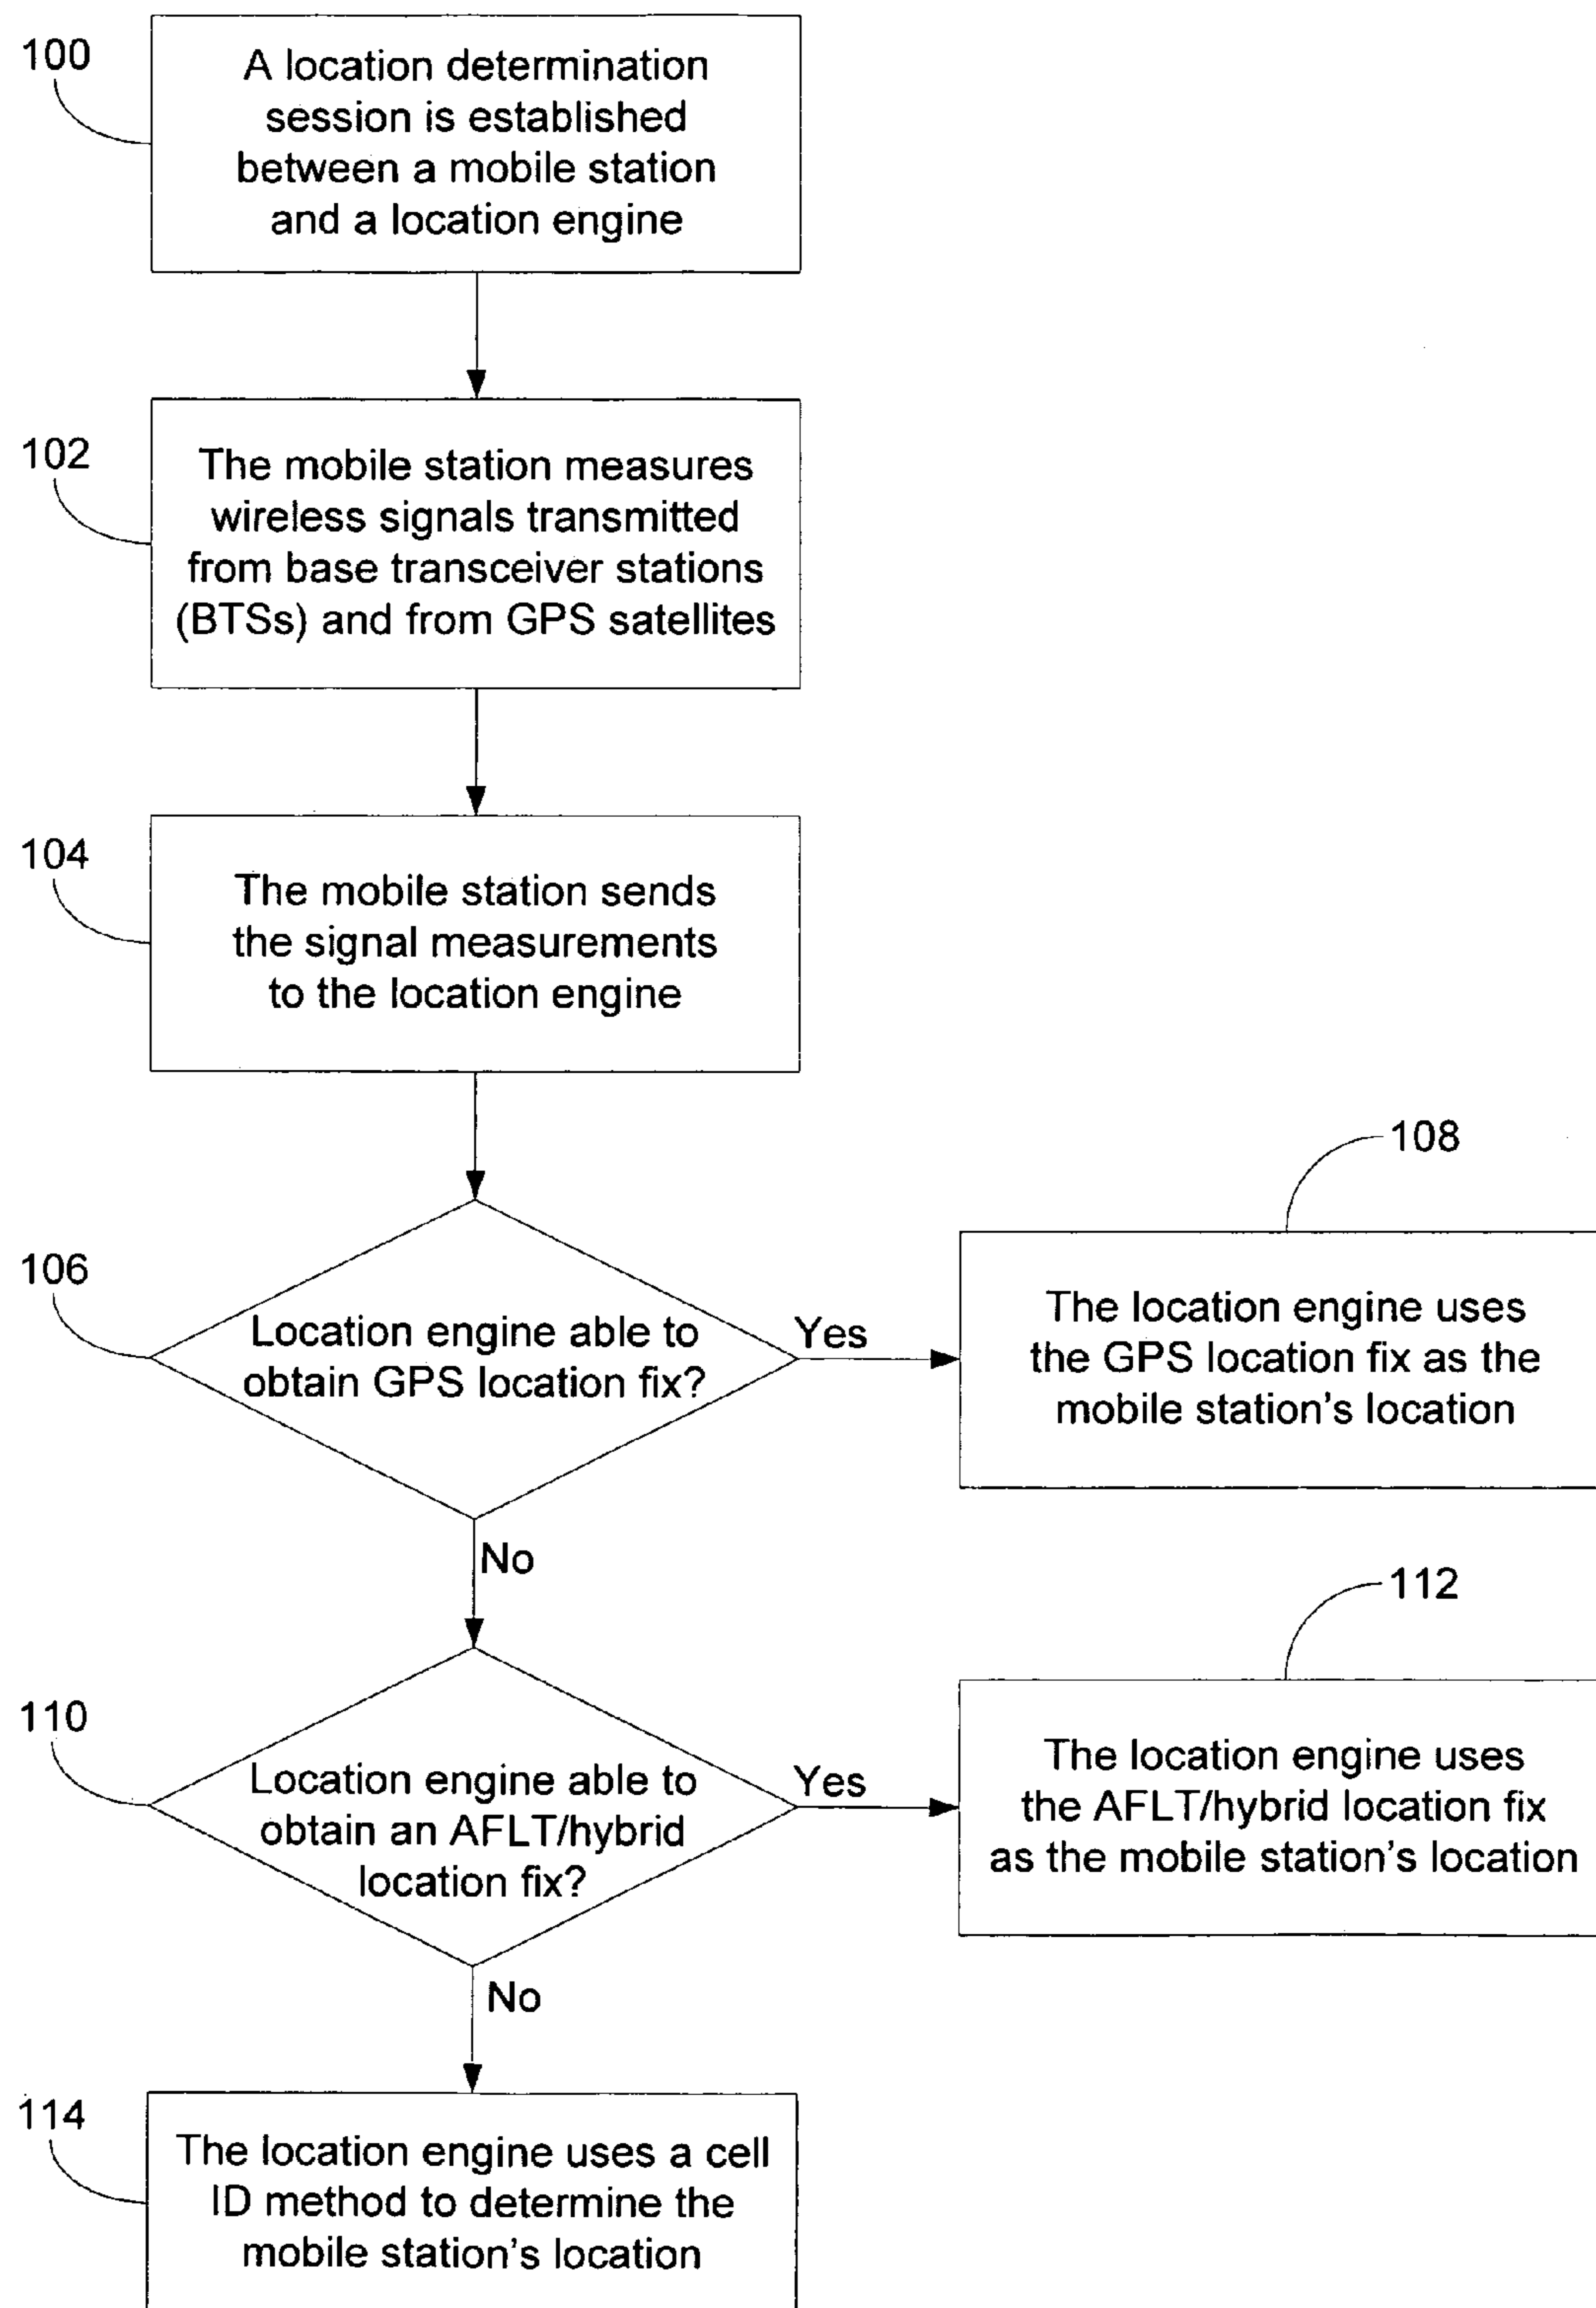 100
A location determination
session is established
between a mobile station
and a location engine
102
The mobile station measures
wireless signals transmitted
from base transceiver stations
(BTSs) and from GPS satellites
104
The mobile station sends
the signal measurements
to the location engine
106
Location engine able to
obtain GPS location fix?
Yes
108
The location engine uses
the GPS location fix as the
mobile station's location
No
110
Location engine able to
obtain an AFLT/hybrid
location fix?
Yes
112
The location engine uses
the AFLT/hybrid location fix
as the mobile station's location
No
114
The location engine uses a cell
ID method to determine the
mobile station's location